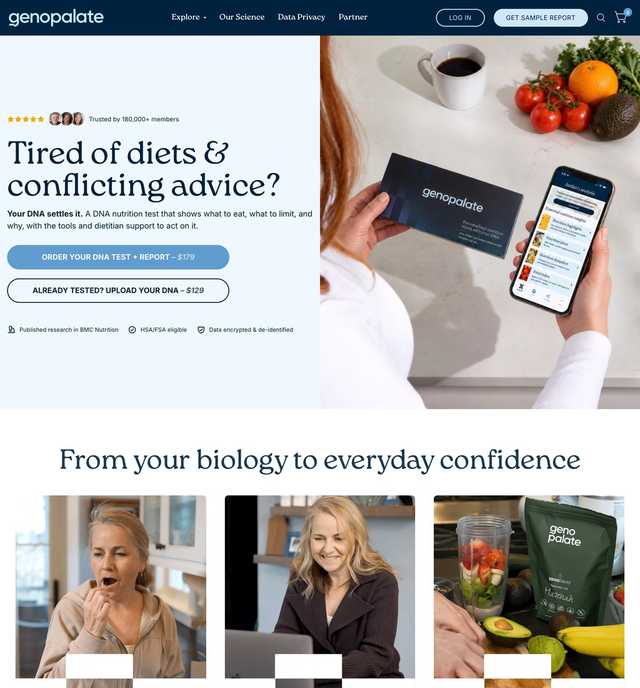 genopalate
Explore
Our Science
Data Privacy
Partner
LOG IN
GET SAMPLE REPORT
Trusted by 180,000+ members
Tired of diets &
conflicting advice?
Your DNA settles it. A DNA nutrition test that shows what to eat, what to limit, and
why, with the tools and dietitian support to act on it.
ORDER YOUR DNA TEST + REPORT – $179
ALREADY TESTED? UPLOAD YOUR DNA – $129
Published research in BMC Nutrition
HSA/FSA eligible
Data encrypted & de-identified
genopalate
From your biology to everyday confidence
geno
palate